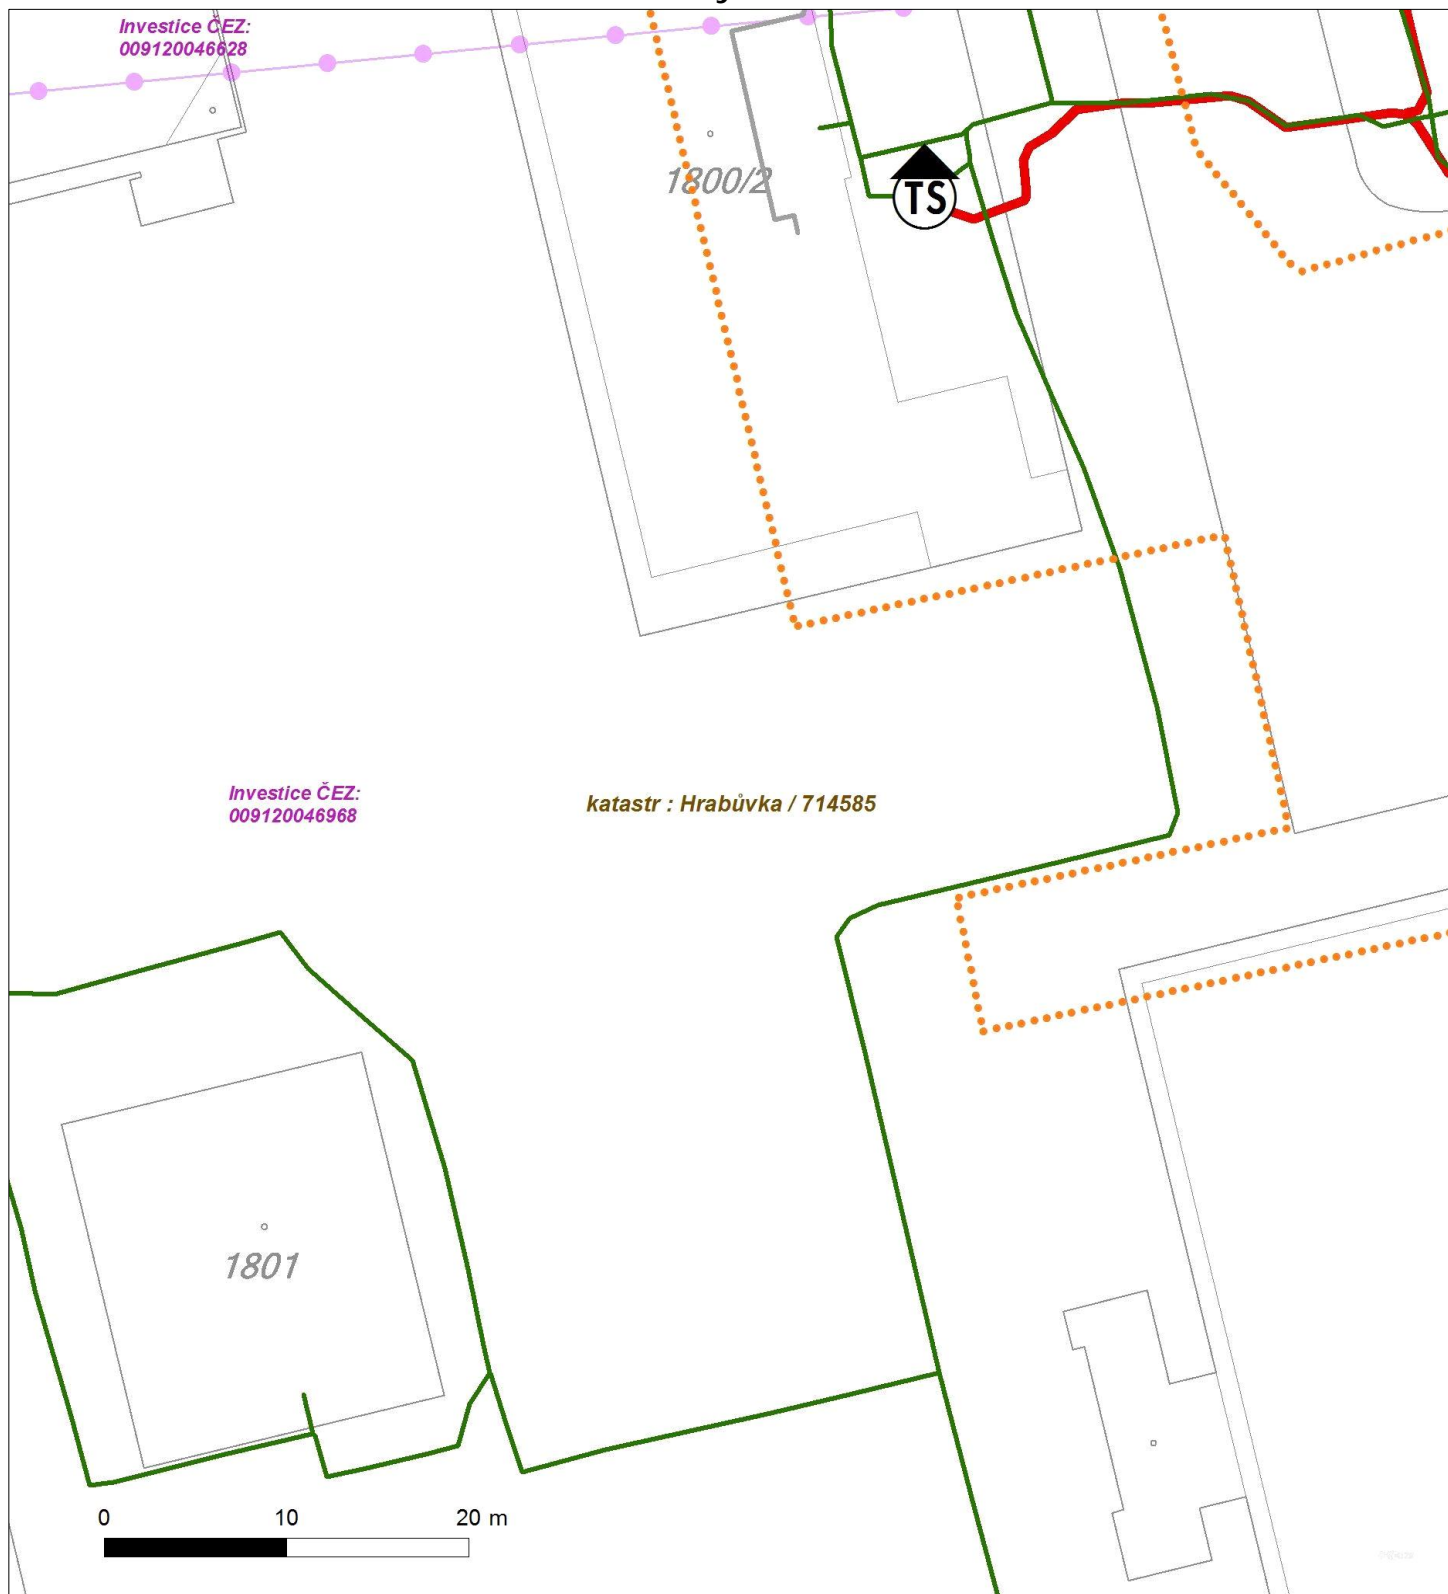 Investice ČEZ:
009120046628
1800/2
TS
Investice ČEZ:
009120046968
katastr : Hrabůvka / 714585
1801
0 10 20 m